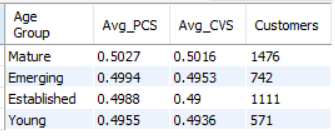 Age Group Avg_PCS Avg_CVS Customers
Mature 0.5027 0.5016 1476
Emerging 0.4994 0.4953 742
Established 0.4988 0.49 1111
Young 0.4955 0.4936 571